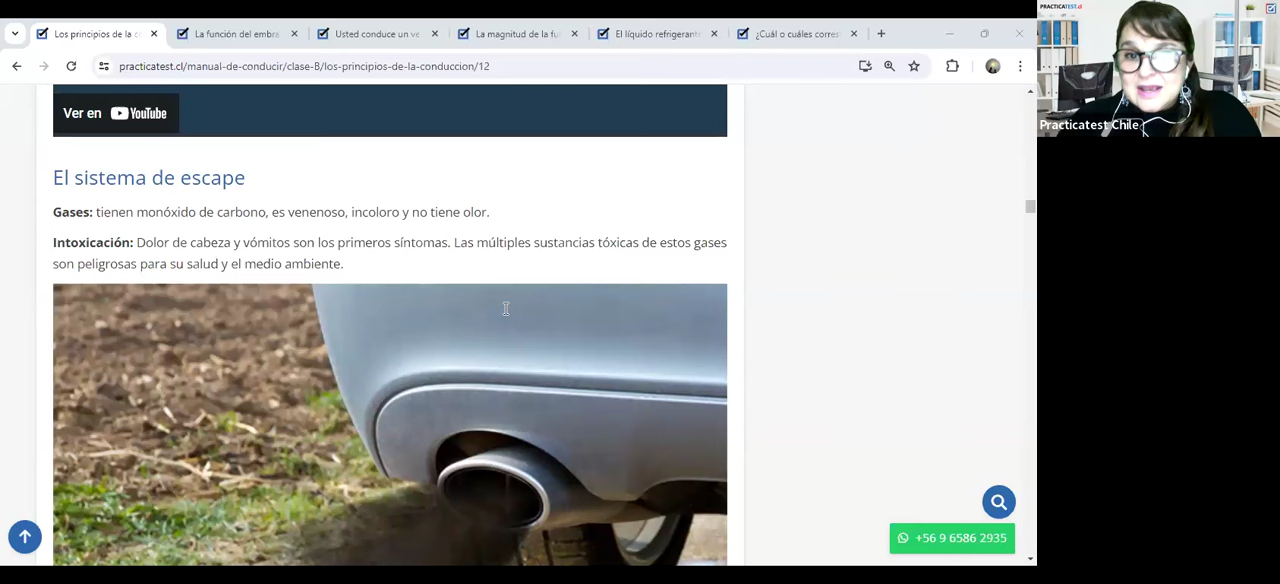 PRACTICATEST.cl
Los principios de la c
La función del embra
Usted conduce un ve
La magnitud de la fu
El líquido refrigerant
¿Cuál o cuáles corres
practicatest.cl/manual-de-conducir/clase-B/los-principios-de-la-conduccion/12
Practicatest Chile
Ver en YouTube
El sistema de escape
Gases: tienen monóxido de carbono, es venenoso, incoloro y no tiene olor.
Intoxicación: Dolor de cabeza y vómitos son los primeros síntomas. Las múltiples sustancias tóxicas de estos gases
son peligrosas para su salud y el medio ambiente.
+56 9 6586 2935